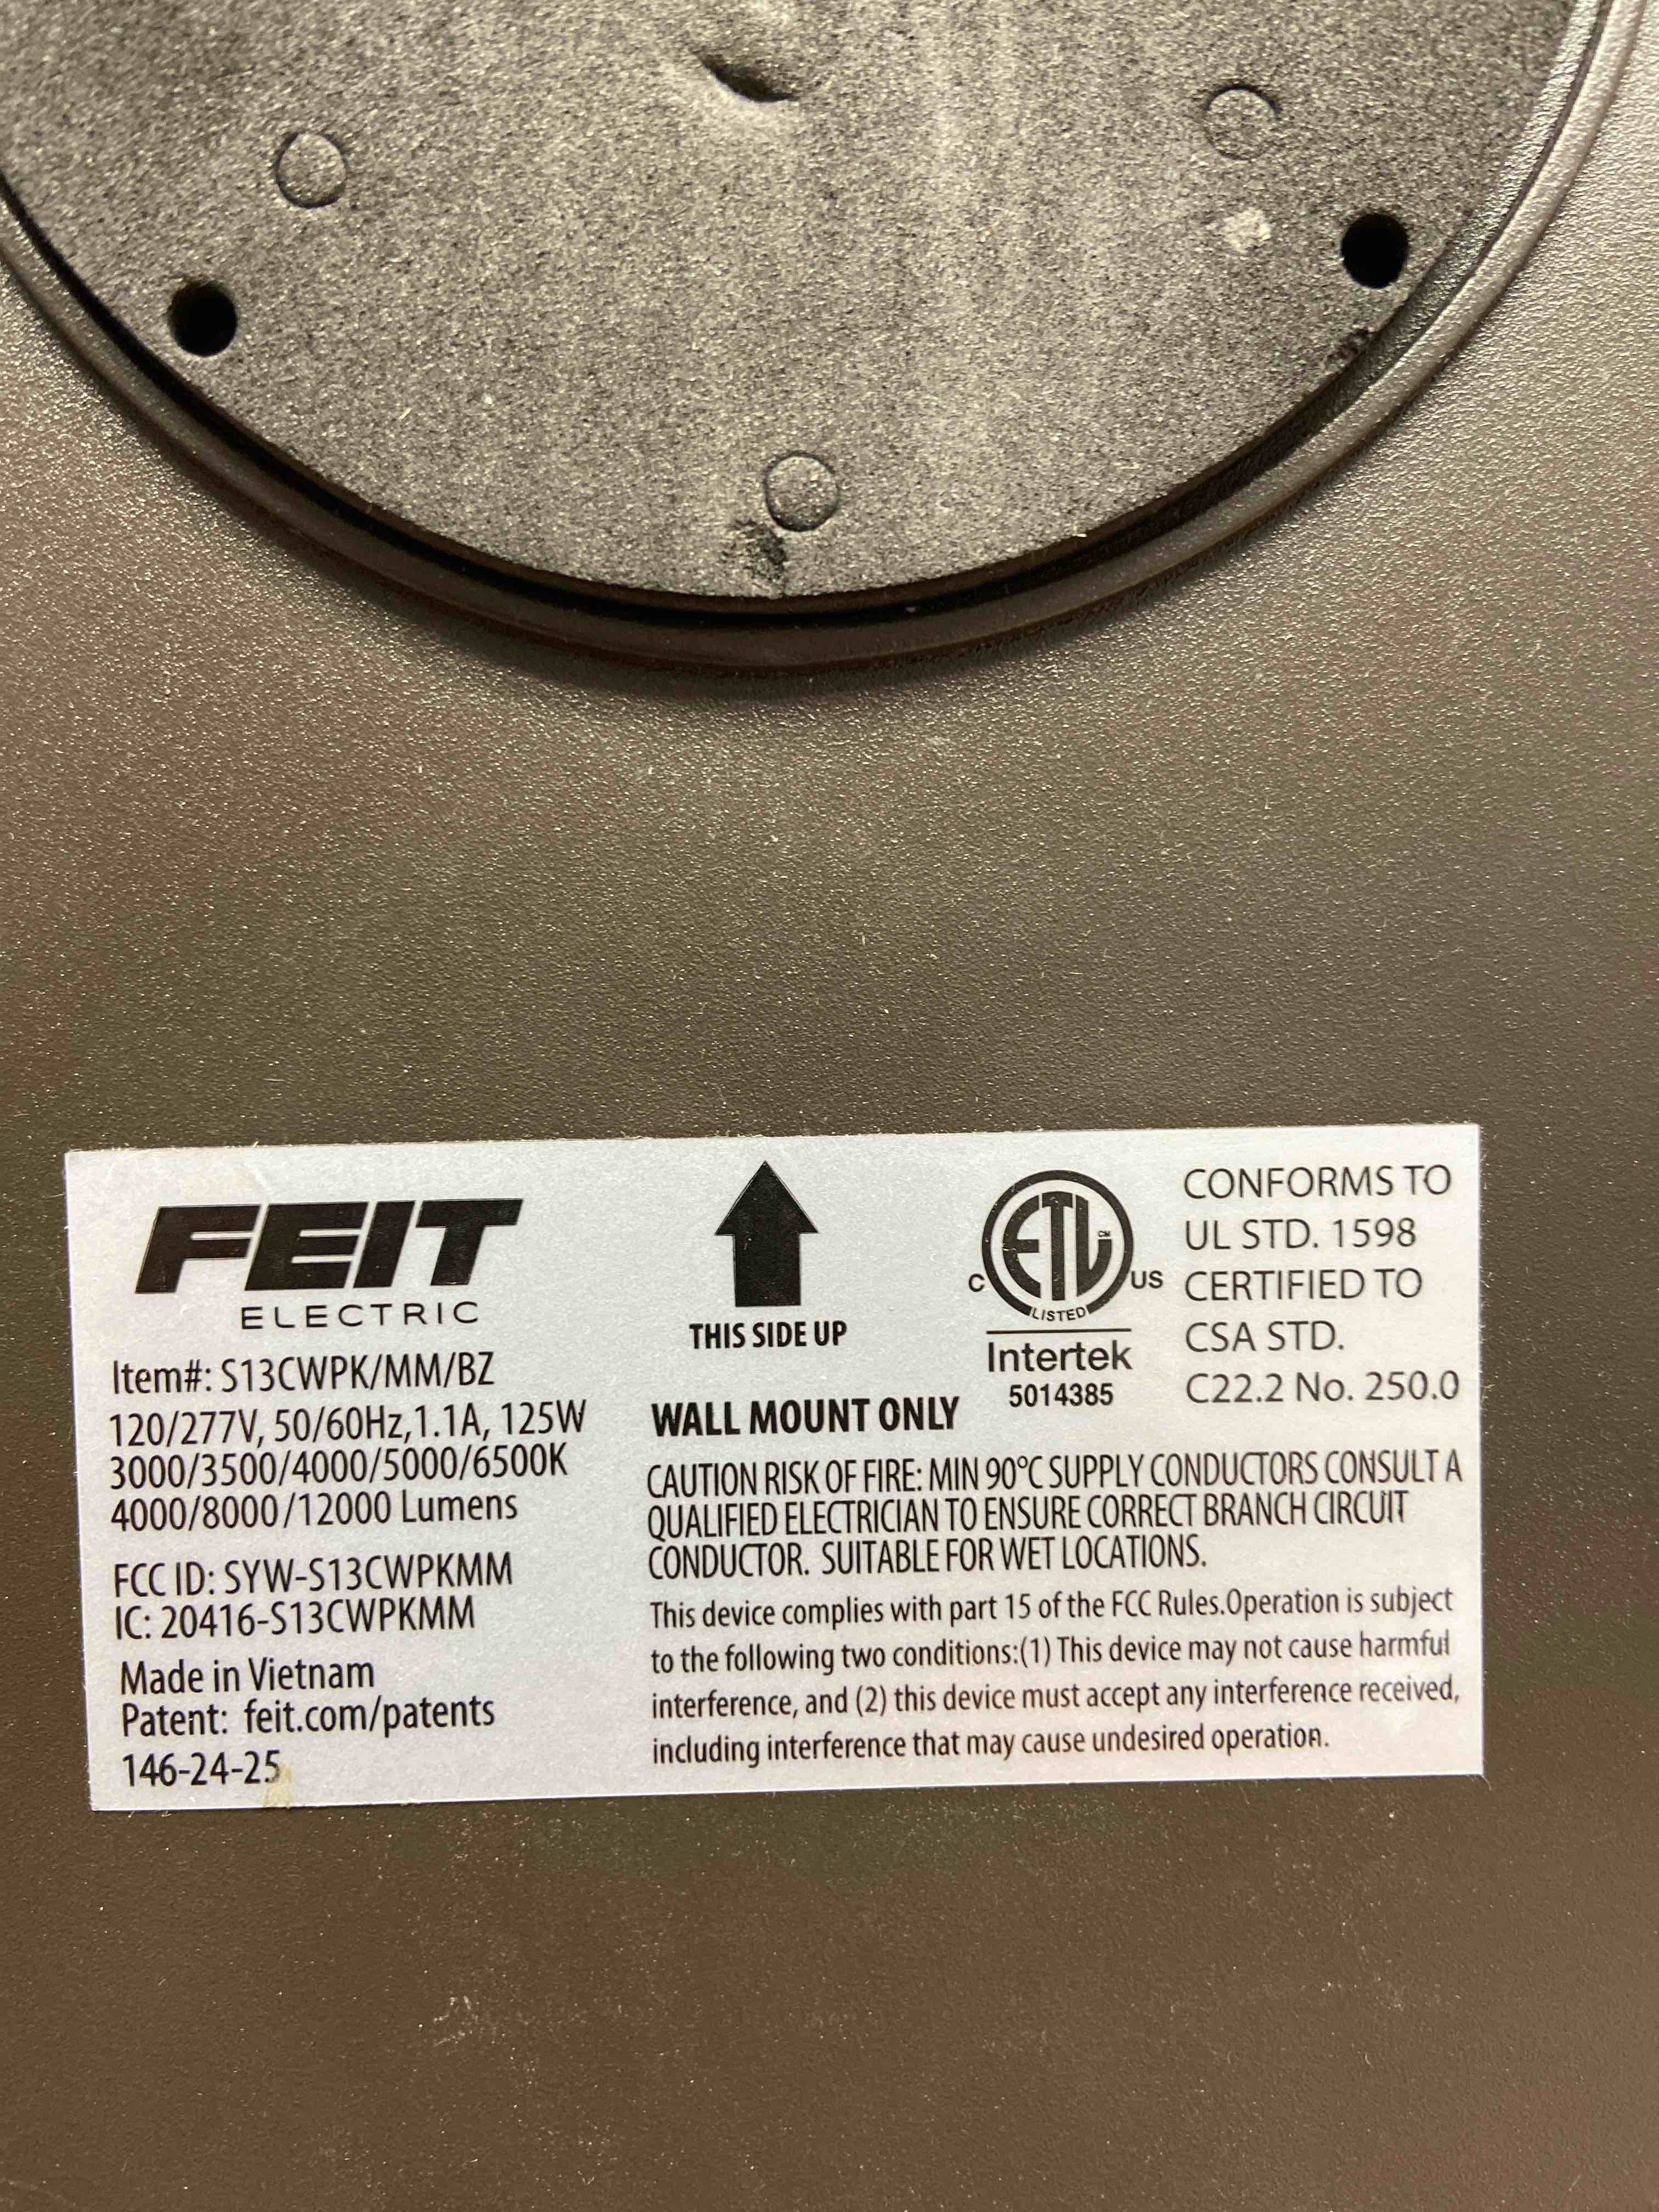 FEIT
ELECTRIC
Item#: S13CWPK/MM/BZ
120/277V, 50/60Hz,1.1A, 125W
3000/3500/4000/5000/6500K
4000/8000/12000 Lumens
FCC ID: SYW-S13CWPKMM
IC: 20416-S13CWPKMM
Made in Vietnam
Patent: feit.com/patents
146-24-25
THIS SIDE UP
WALL MOUNT ONLY
C ETL CM US
LISTED
Intertek
5014385
CONFORMS TO
UL STD. 1598
CERTIFIED TO
CSA STD.
C22.2 No. 250.0
CAUTION RISK OF FIRE: MIN 90°C SUPPLY CONDUCTORS CONSULT A
QUALIFIED ELECTRICIAN TO ENSURE CORRECT BRANCH CIRCUIT
CONDUCTOR. SUITABLE FOR WET LOCATIONS.
This device complies with part 15 of the FCC Rules.Operation is subject
to the following two conditions:(1) This device may not cause harmful
interference, and (2) this device must accept any interference received,
including interference that may cause undesired operation.